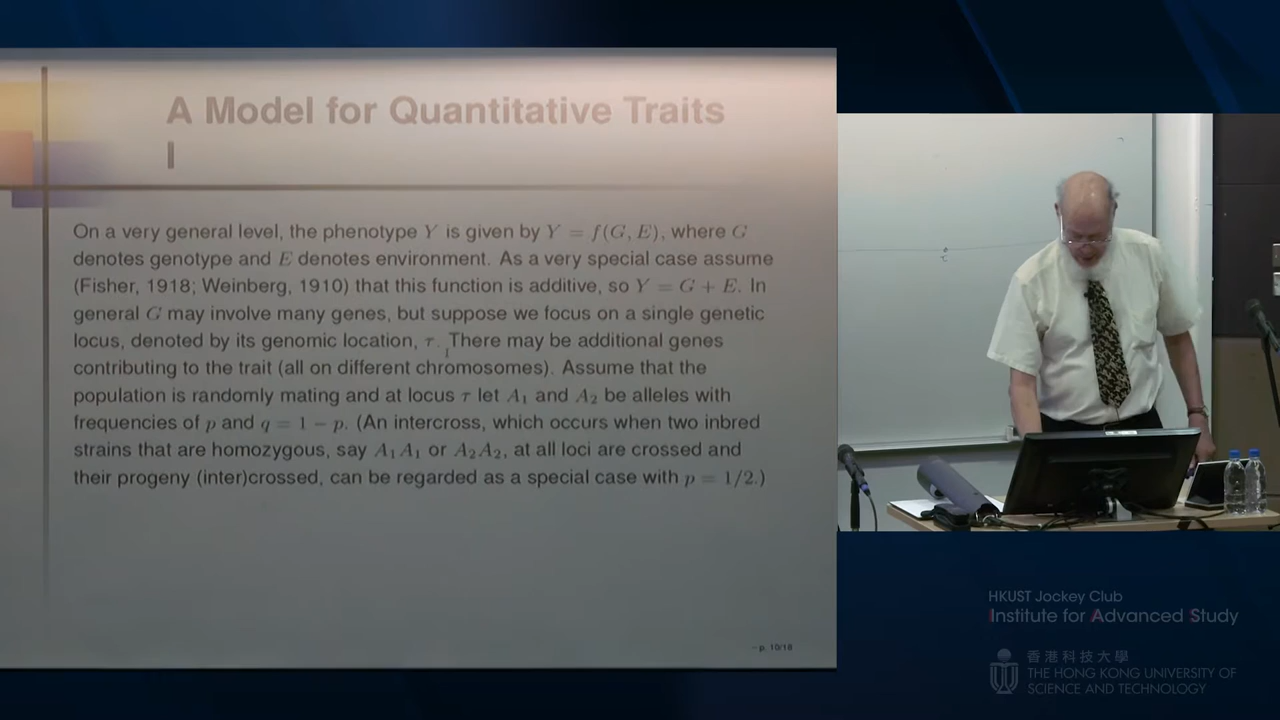 A Model for Quantitative Traits
I
On a very general level, the phenotype Y is given by Y = f(G, E), where G
denotes genotype and E denotes environment. As a very special case assume
(Fisher, 1918; Weinberg, 1910) that this function is additive, so Y = G + E. In
general G may involve many genes, but suppose we focus on a single genetic
locus, denoted by its genomic location, τ. There may be additional genes
contributing to the trait (all on different chromosomes). Assume that the
population is randomly mating and at locus τ let A₁ and A₂ be alleles with
frequencies of p and q = 1 − p. (An intercross, which occurs when two inbred
strains that are homozygous, say A₁A₁ or A₂A₂, at all loci are crossed and
their progeny (inter)crossed, can be regarded as a special case with p = 1/2.)
– p. 10/18
HKUST Jockey Club
Institute for Advanced Study
香港科技大學
THE HONG KONG UNIVERSITY OF
SCIENCE AND TECHNOLOGY